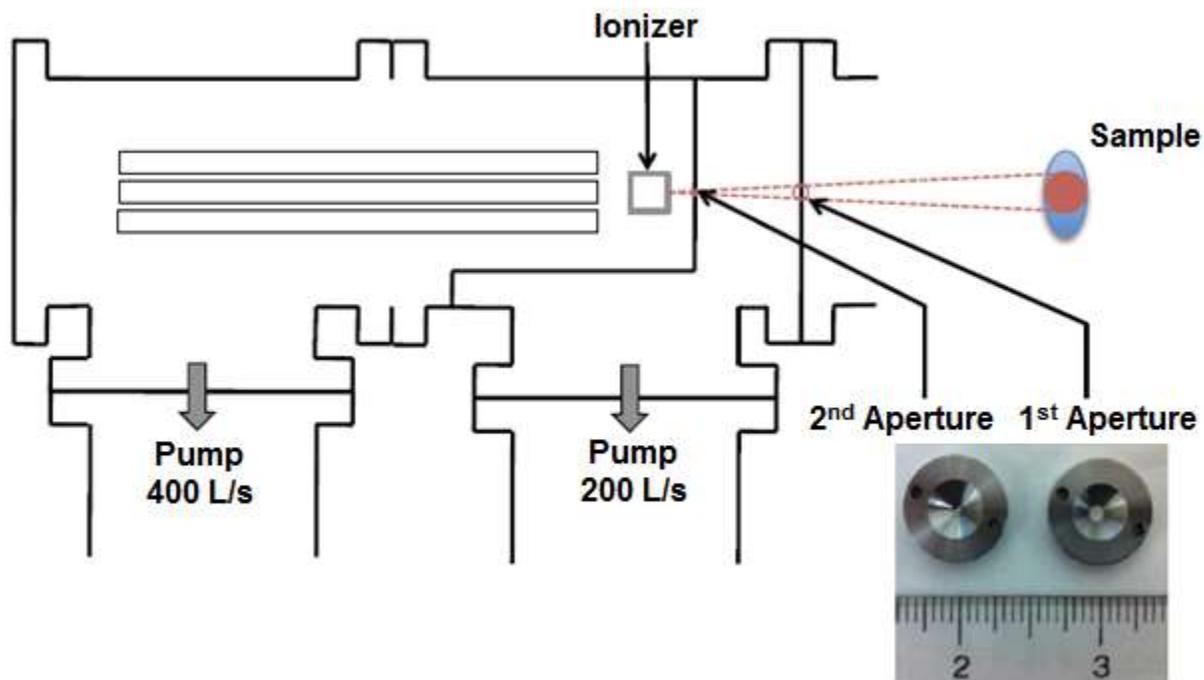 Ionizer
Sample
2nd Aperture
1st Aperture
Pump
400 L/s
Pump
200 L/s
2
3